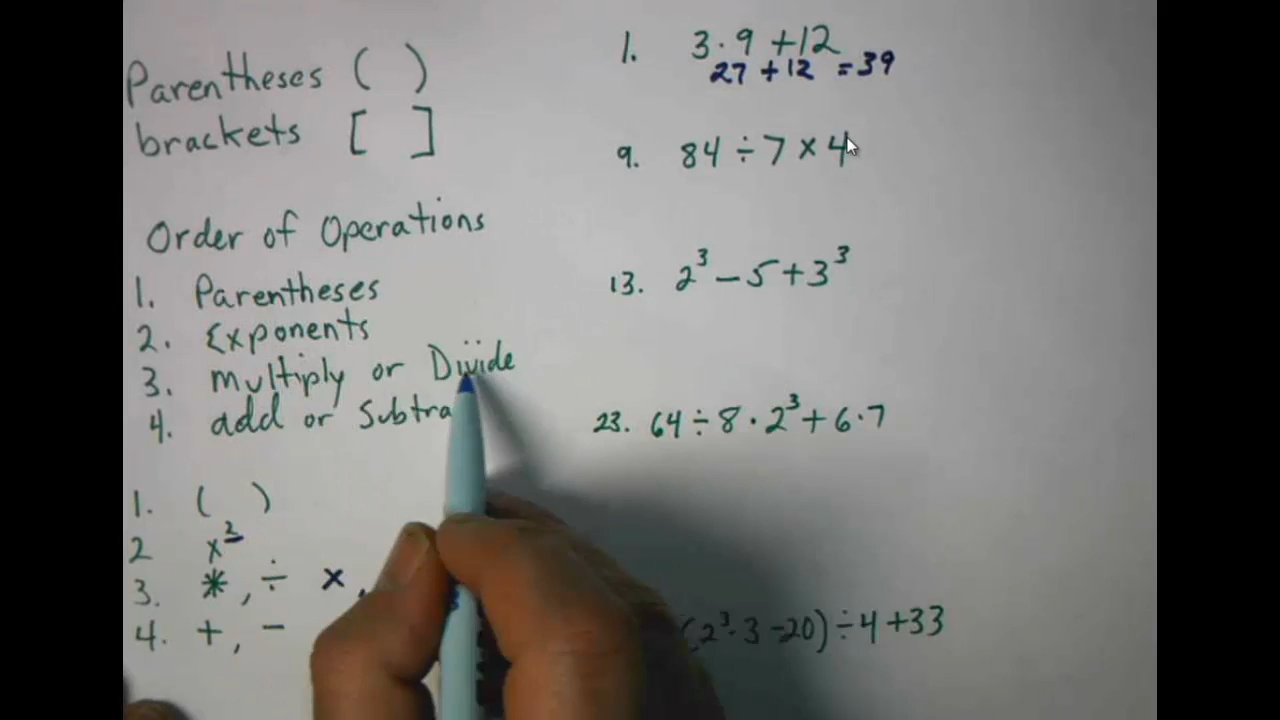 Parentheses ( )
brackets [ ]
Order of Operations
1. Parentheses
2. Exponents
3. multiply or Divide
4. add or Subtra
1. ( )
2 x²
3. *, ÷ ×,
4. +, −
1. 3·9 +12
27 +12 =39
9. 84 ÷ 7 × 4
13. 2³ − 5 + 3³
23. 64 ÷ 8 · 2³ + 6·7
(2³·3 −20) ÷ 4 +33